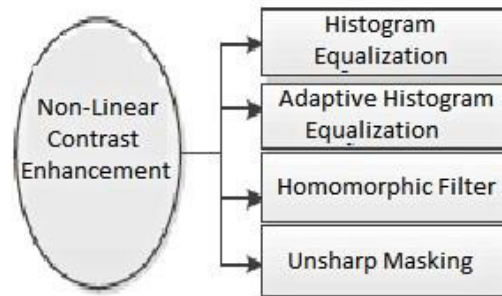 Non-Linear
Contrast
Enhancement
Histogram
Equalization
Adaptive Histogram
Equalization
Homomorphic Filter
Unsharp Masking